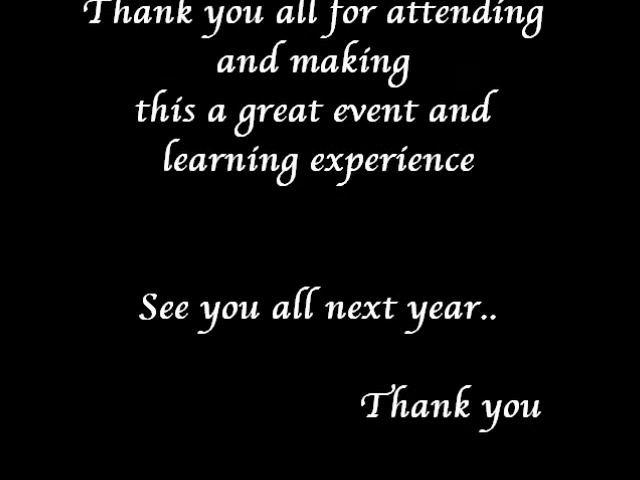 Thank you all for attending
and making
this a great event and
learning experience
See you all next year..
Thank you